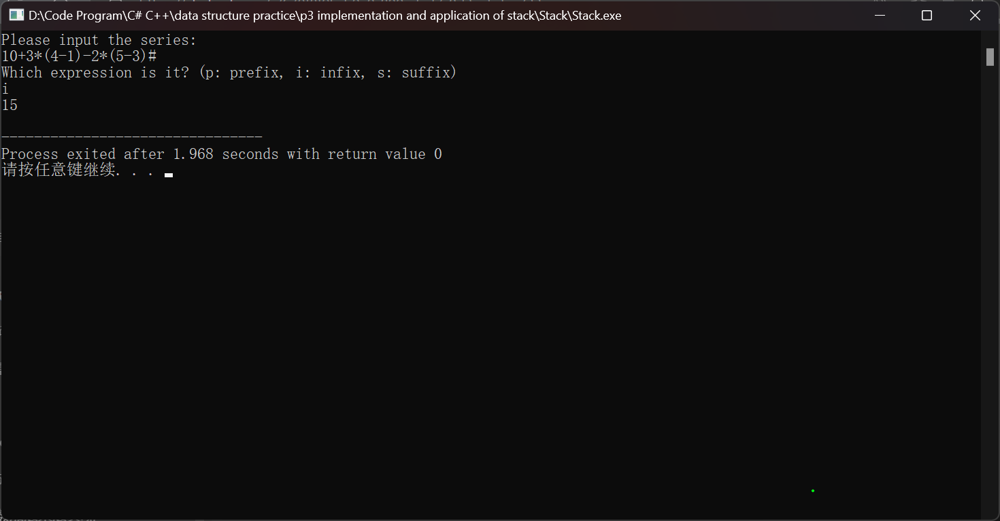 D:\Code Program\C# C++\data structure practice\p3 implementation and application of stack\Stack\Stack.exe
Please input the series:
10+3*(4-1)-2*(5-3)#
Which expression is it? (p: prefix, i: infix, s: suffix)
i
15
--------------------------------
Process exited after 1.968 seconds with return value 0
请按任意键继续. . .